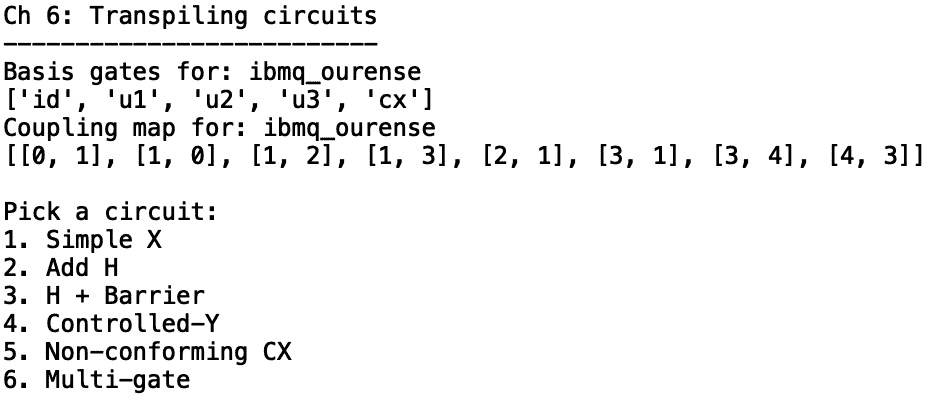 Ch 6: Transpiling circuits
--------------------------
Basis gates for: ibmq_ourense
['id', 'u1', 'u2', 'u3', 'cx']
Coupling map for: ibmq_ourense
[[0, 1], [1, 0], [1, 2], [1, 3], [2, 1], [3, 1], [3, 4], [4, 3]]
Pick a circuit:
1. Simple X
2. Add H
3. H + Barrier
4. Controlled-Y
5. Non-conforming CX
6. Multi-gate